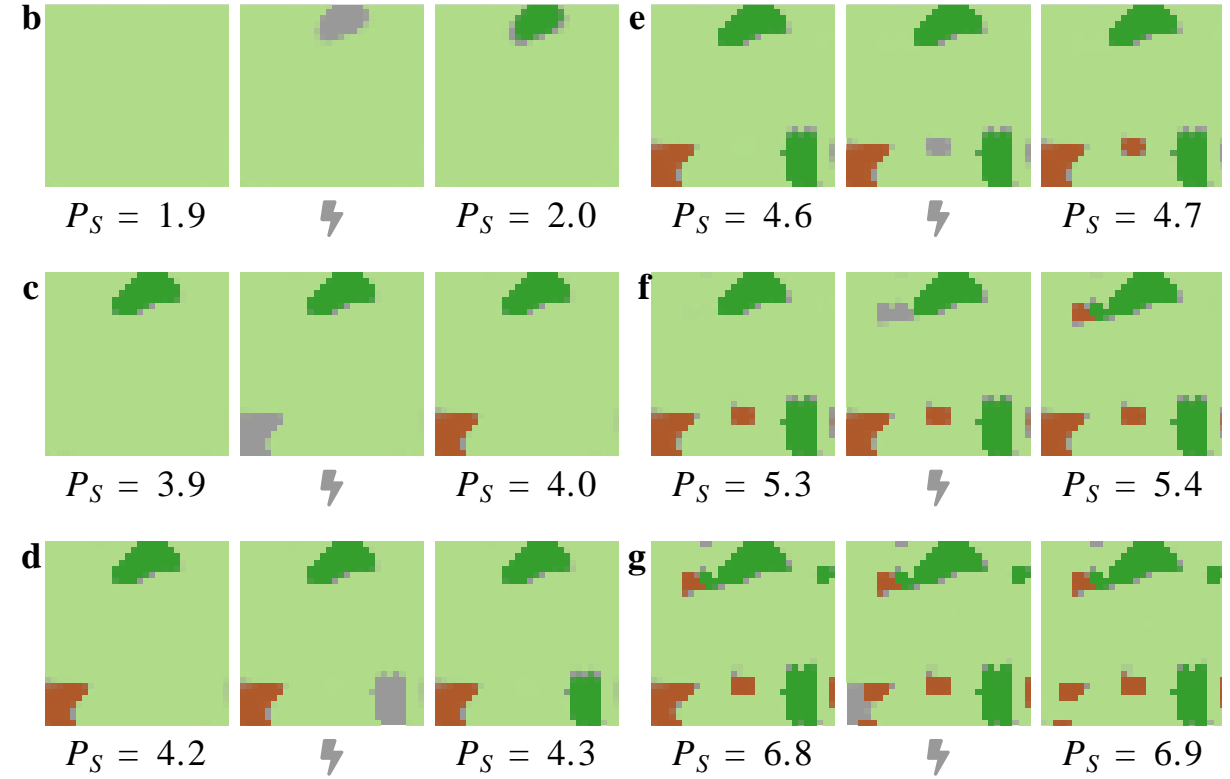 b
P_S = 1.9
P_S = 2.0
c
P_S = 3.9
P_S = 4.0
d
P_S = 4.2
P_S = 4.3
e
P_S = 4.6
P_S = 4.7
f
P_S = 5.3
P_S = 5.4
g
P_S = 6.8
P_S = 6.9